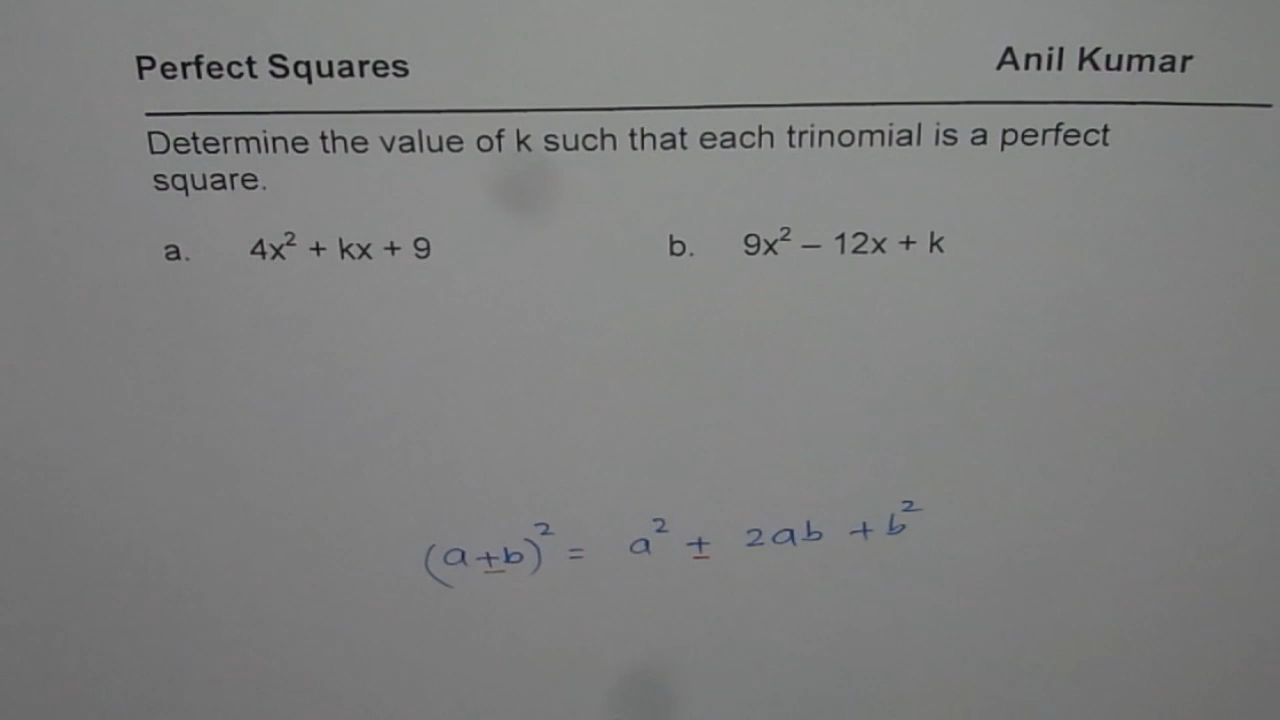 Perfect Squares Anil Kumar
Determine the value of k such that each trinomial is a perfect
square.
a. 4x² + kx + 9 b. 9x² – 12x + k
(a±b)² = a² ± 2ab + b²